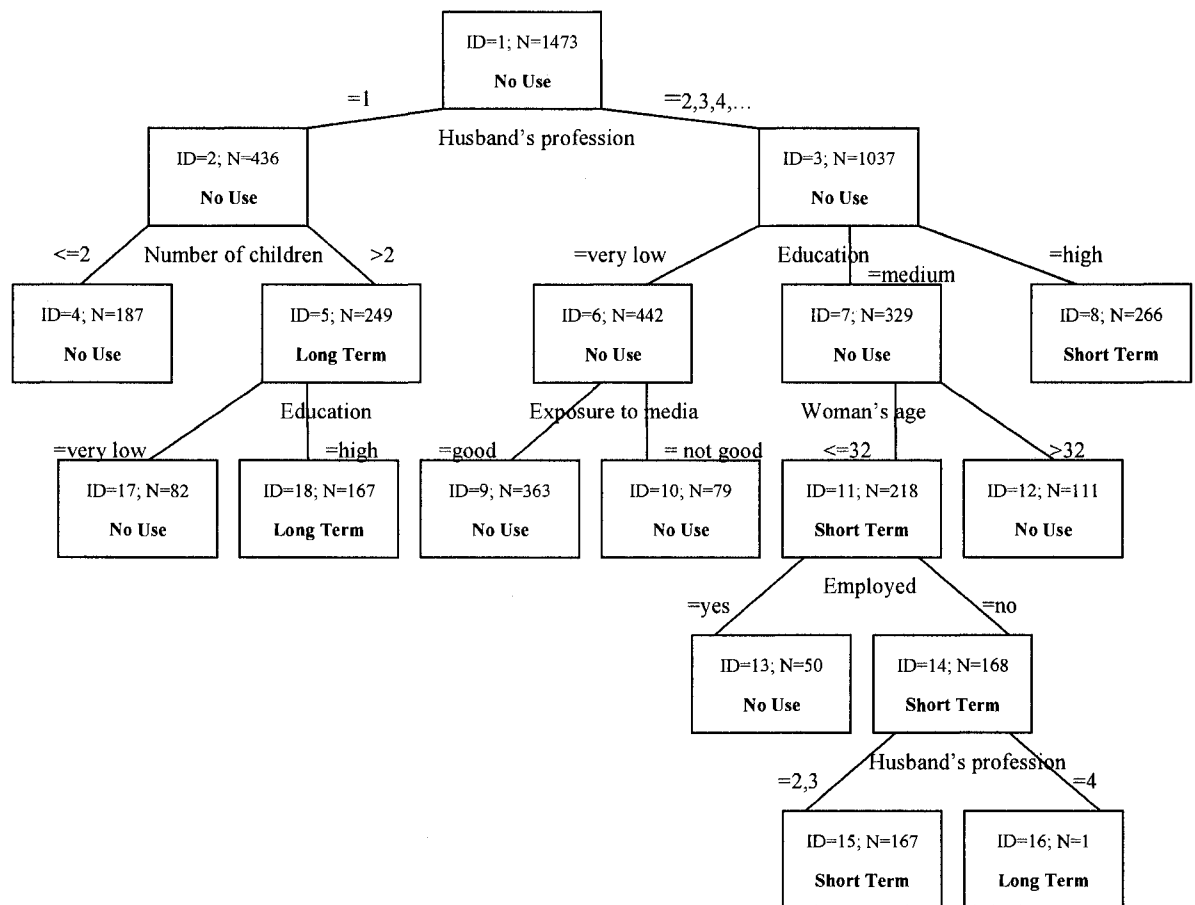 ID=1; N=1473
No Use
=1
=2,3,4,...
Husband's profession
ID=2; N=436
No Use
ID=3; N=1037
No Use
<=2
Number of children
>2
=very low
Education
=medium
=high
ID=4; N=187
No Use
ID=5; N=249
Long Term
ID=6; N=442
No Use
ID=7; N=329
No Use
ID=8; N=266
Short Term
Education
=very low
=high
Exposure to media
=good
= not good
Woman's age
<=32
>32
ID=17; N=82
No Use
ID=18; N=167
Long Term
ID=9; N=363
No Use
ID=10; N=79
No Use
ID=11; N=218
Short Term
ID=12; N=111
No Use
Employed
=yes
=no
ID=13; N=50
No Use
ID=14; N=168
Short Term
Husband's profession
=2,3
=4
ID=15; N=167
Short Term
ID=16; N=1
Long Term